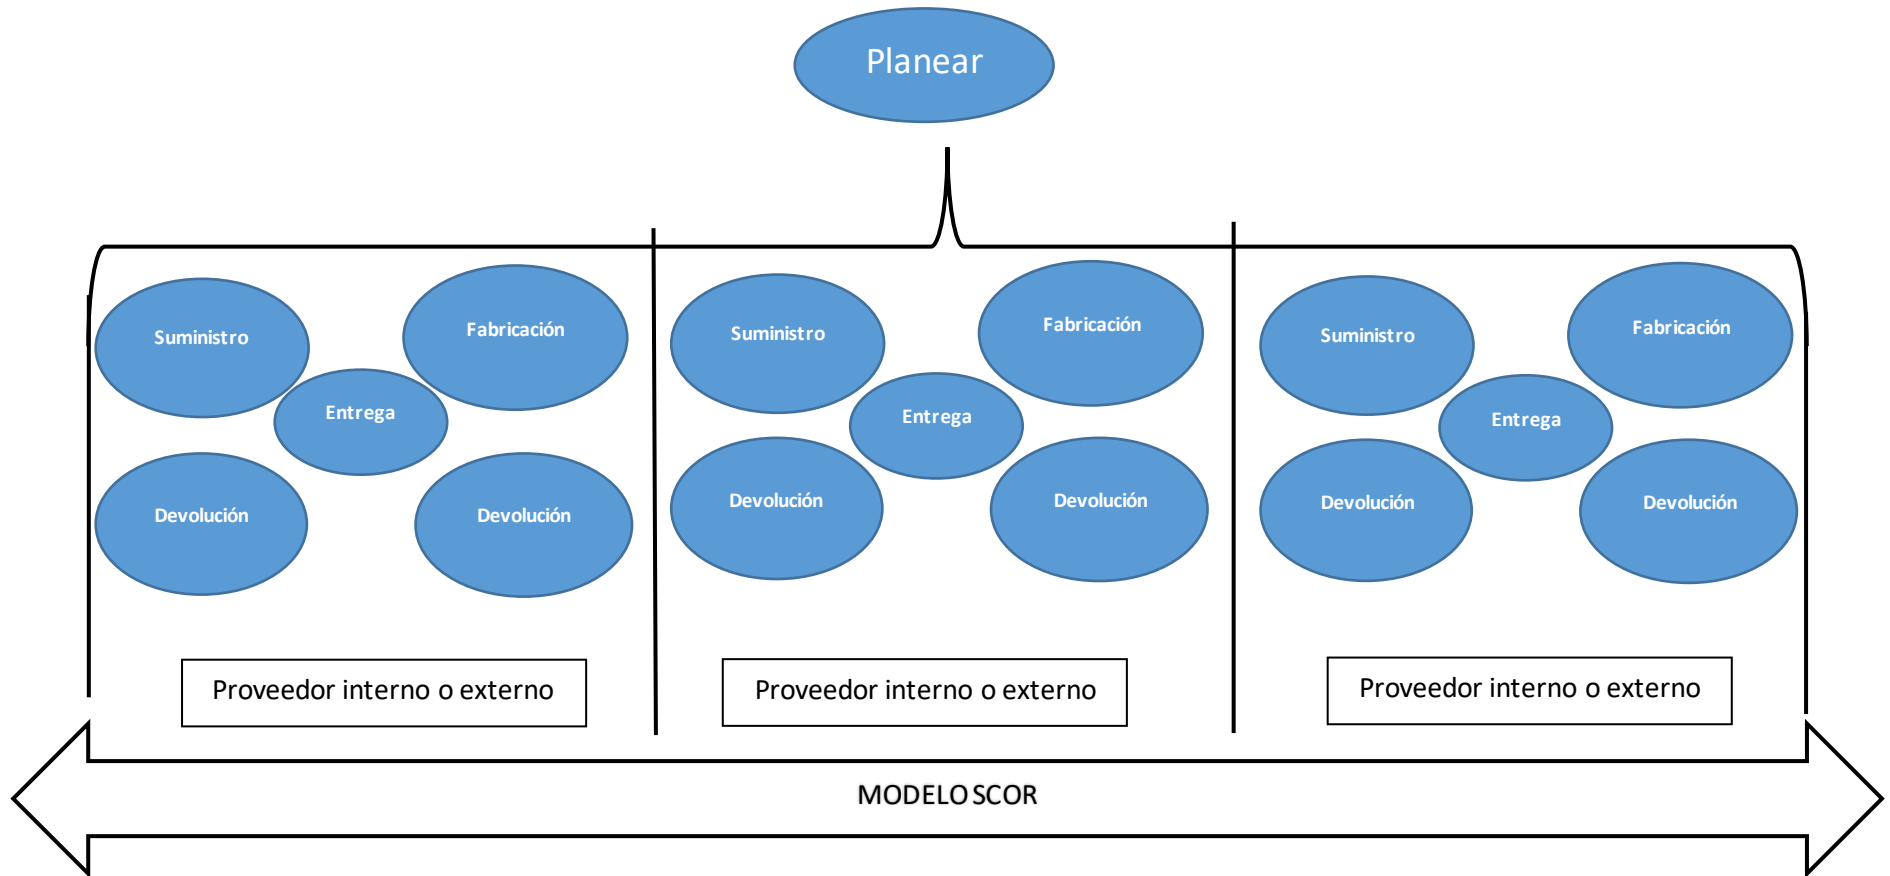 Planear
Suministro
Fabricación
Entrega
Devolución
Devolución
Proveedor interno o externo
Suministro
Fabricación
Entrega
Devolución
Devolución
Proveedor interno o externo
Suministro
Fabricación
Entrega
Devolución
Devolución
Proveedor interno o externo
MODELO SCOR